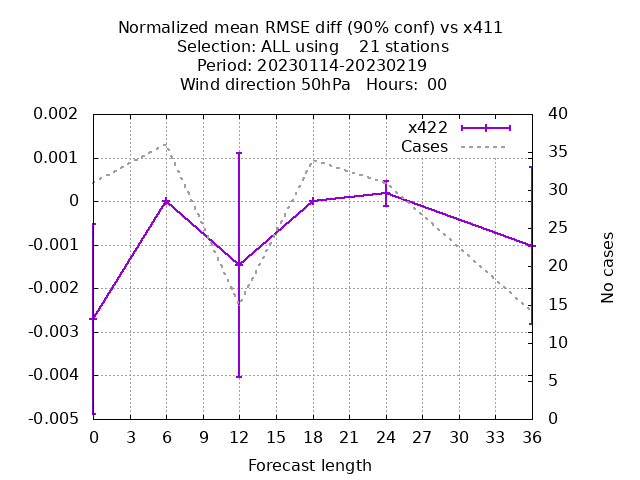 Normalized mean RMSE diff (90% conf) vs x411
Selection: ALL using    21 stations
Period: 20230114-20230219
Wind direction 50hPa   Hours:  00
0.002
0.001
0
-0.001
-0.002
-0.003
-0.004
-0.005
x422
Cases
40
35
30
25
20
15
10
5
0
No cases
0 3 6 9 12 15 18 21 24 27 30 33 36
Forecast length